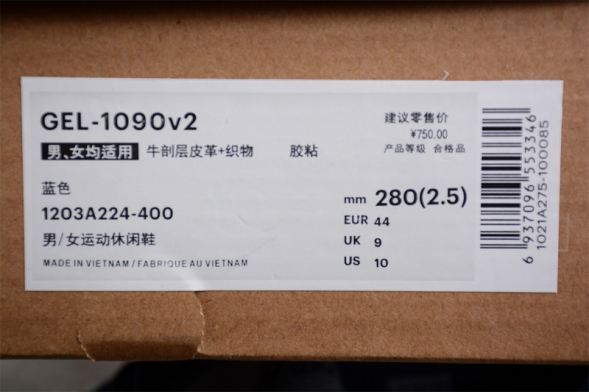 GEL-1090v2
男、女均适用 牛剖层皮革+织物 胶粘
蓝色
1203A224-400
男/女运动休闲鞋
MADE IN VIETNAM / FABRIQUE AU VIETNAM
建议零售价
¥750.00
产品等级 合格品
mm 280(2.5)
EUR 44
UK 9
US 10
6 937096 553346
1021A275-100085